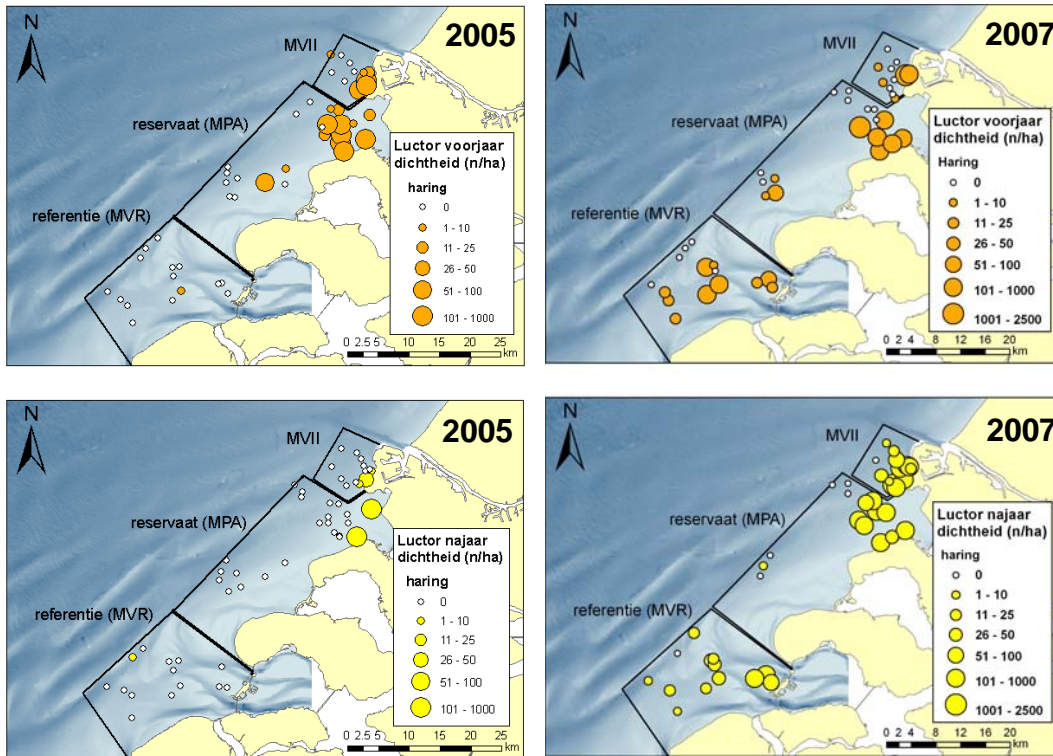 N
2005
MVII
reservaat (MPA)
referentie (MVR)
Luctor voorjaar
dichtheid (n/ha)
haring
0
1 - 10
11 - 25
26 - 50
51 - 100
101 - 1000
0 2.5 5 10 15 20 25
km
N
2007
MVII
reservaat (MPA)
referentie (MVR)
Luctor voorjaar
dichtheid (n/ha)
haring
0
1 - 10
11 - 25
26 - 50
51 - 100
101 - 1000
1001 - 2500
0 2 4 8 12 16 20
km
N
2005
MVII
reservaat (MPA)
referentie (MVR)
Luctor najaar
dichtheid (n/ha)
haring
0
1 - 10
11 - 25
26 - 50
51 - 100
101 - 1000
0 2.5 5 10 15 20 25
km
N
2007
MVII
reservaat (MPA)
referentie (MVR)
Luctor najaar
dichtheid (n/ha)
haring
0
1 - 10
11 - 25
26 - 50
51 - 100
101 - 1000
1001 - 2500
0 2 4 8 12 16 20
km